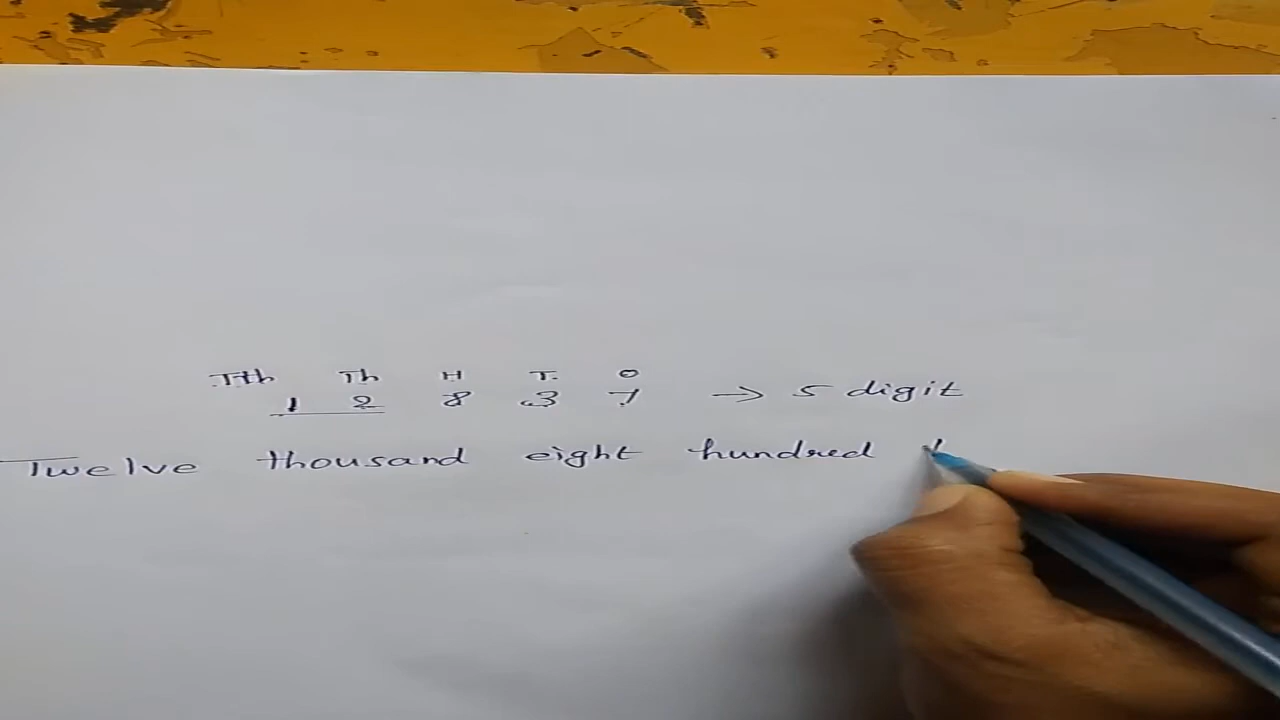 Tth Th H T. O
1 2 8 3 7 → 5 digit
Twelve thousand eight hundred t